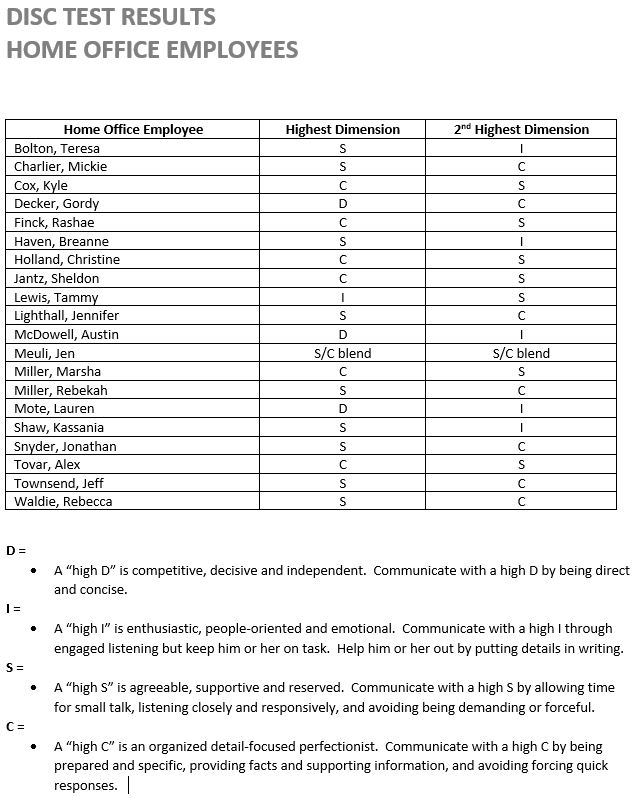 DISC TEST RESULTS
HOME OFFICE EMPLOYEES
Home Office Employee Highest Dimension 2nd Highest Dimension
Bolton, Teresa S I
Charlier, Mickie S C
Cox, Kyle C S
Decker, Gordy D C
Finck, Rashae C S
Haven, Breanne S I
Holland, Christine C S
Jantz, Sheldon C S
Lewis, Tammy I S
Lighthall, Jennifer S C
McDowell, Austin D I
Meuli, Jen S/C blend S/C blend
Miller, Marsha C S
Miller, Rebekah S C
Mote, Lauren D I
Shaw, Kassania S I
Snyder, Jonathan S C
Tovar, Alex C S
Townsend, Jeff S C
Waldie, Rebecca S C
D =
• A “high D” is competitive, decisive and independent. Communicate with a high D by being direct
and concise.
I =
• A “high I” is enthusiastic, people-oriented and emotional. Communicate with a high I through
engaged listening but keep him or her on task. Help him or her out by putting details in writing.
S =
• A “high S” is agreeable, supportive and reserved. Communicate with a high S by allowing time
for small talk, listening closely and responsively, and avoiding being demanding or forceful.
C =
• A “high C” is an organized detail-focused perfectionist. Communicate with a high C by being
prepared and specific, providing facts and supporting information, and avoiding forcing quick
responses.